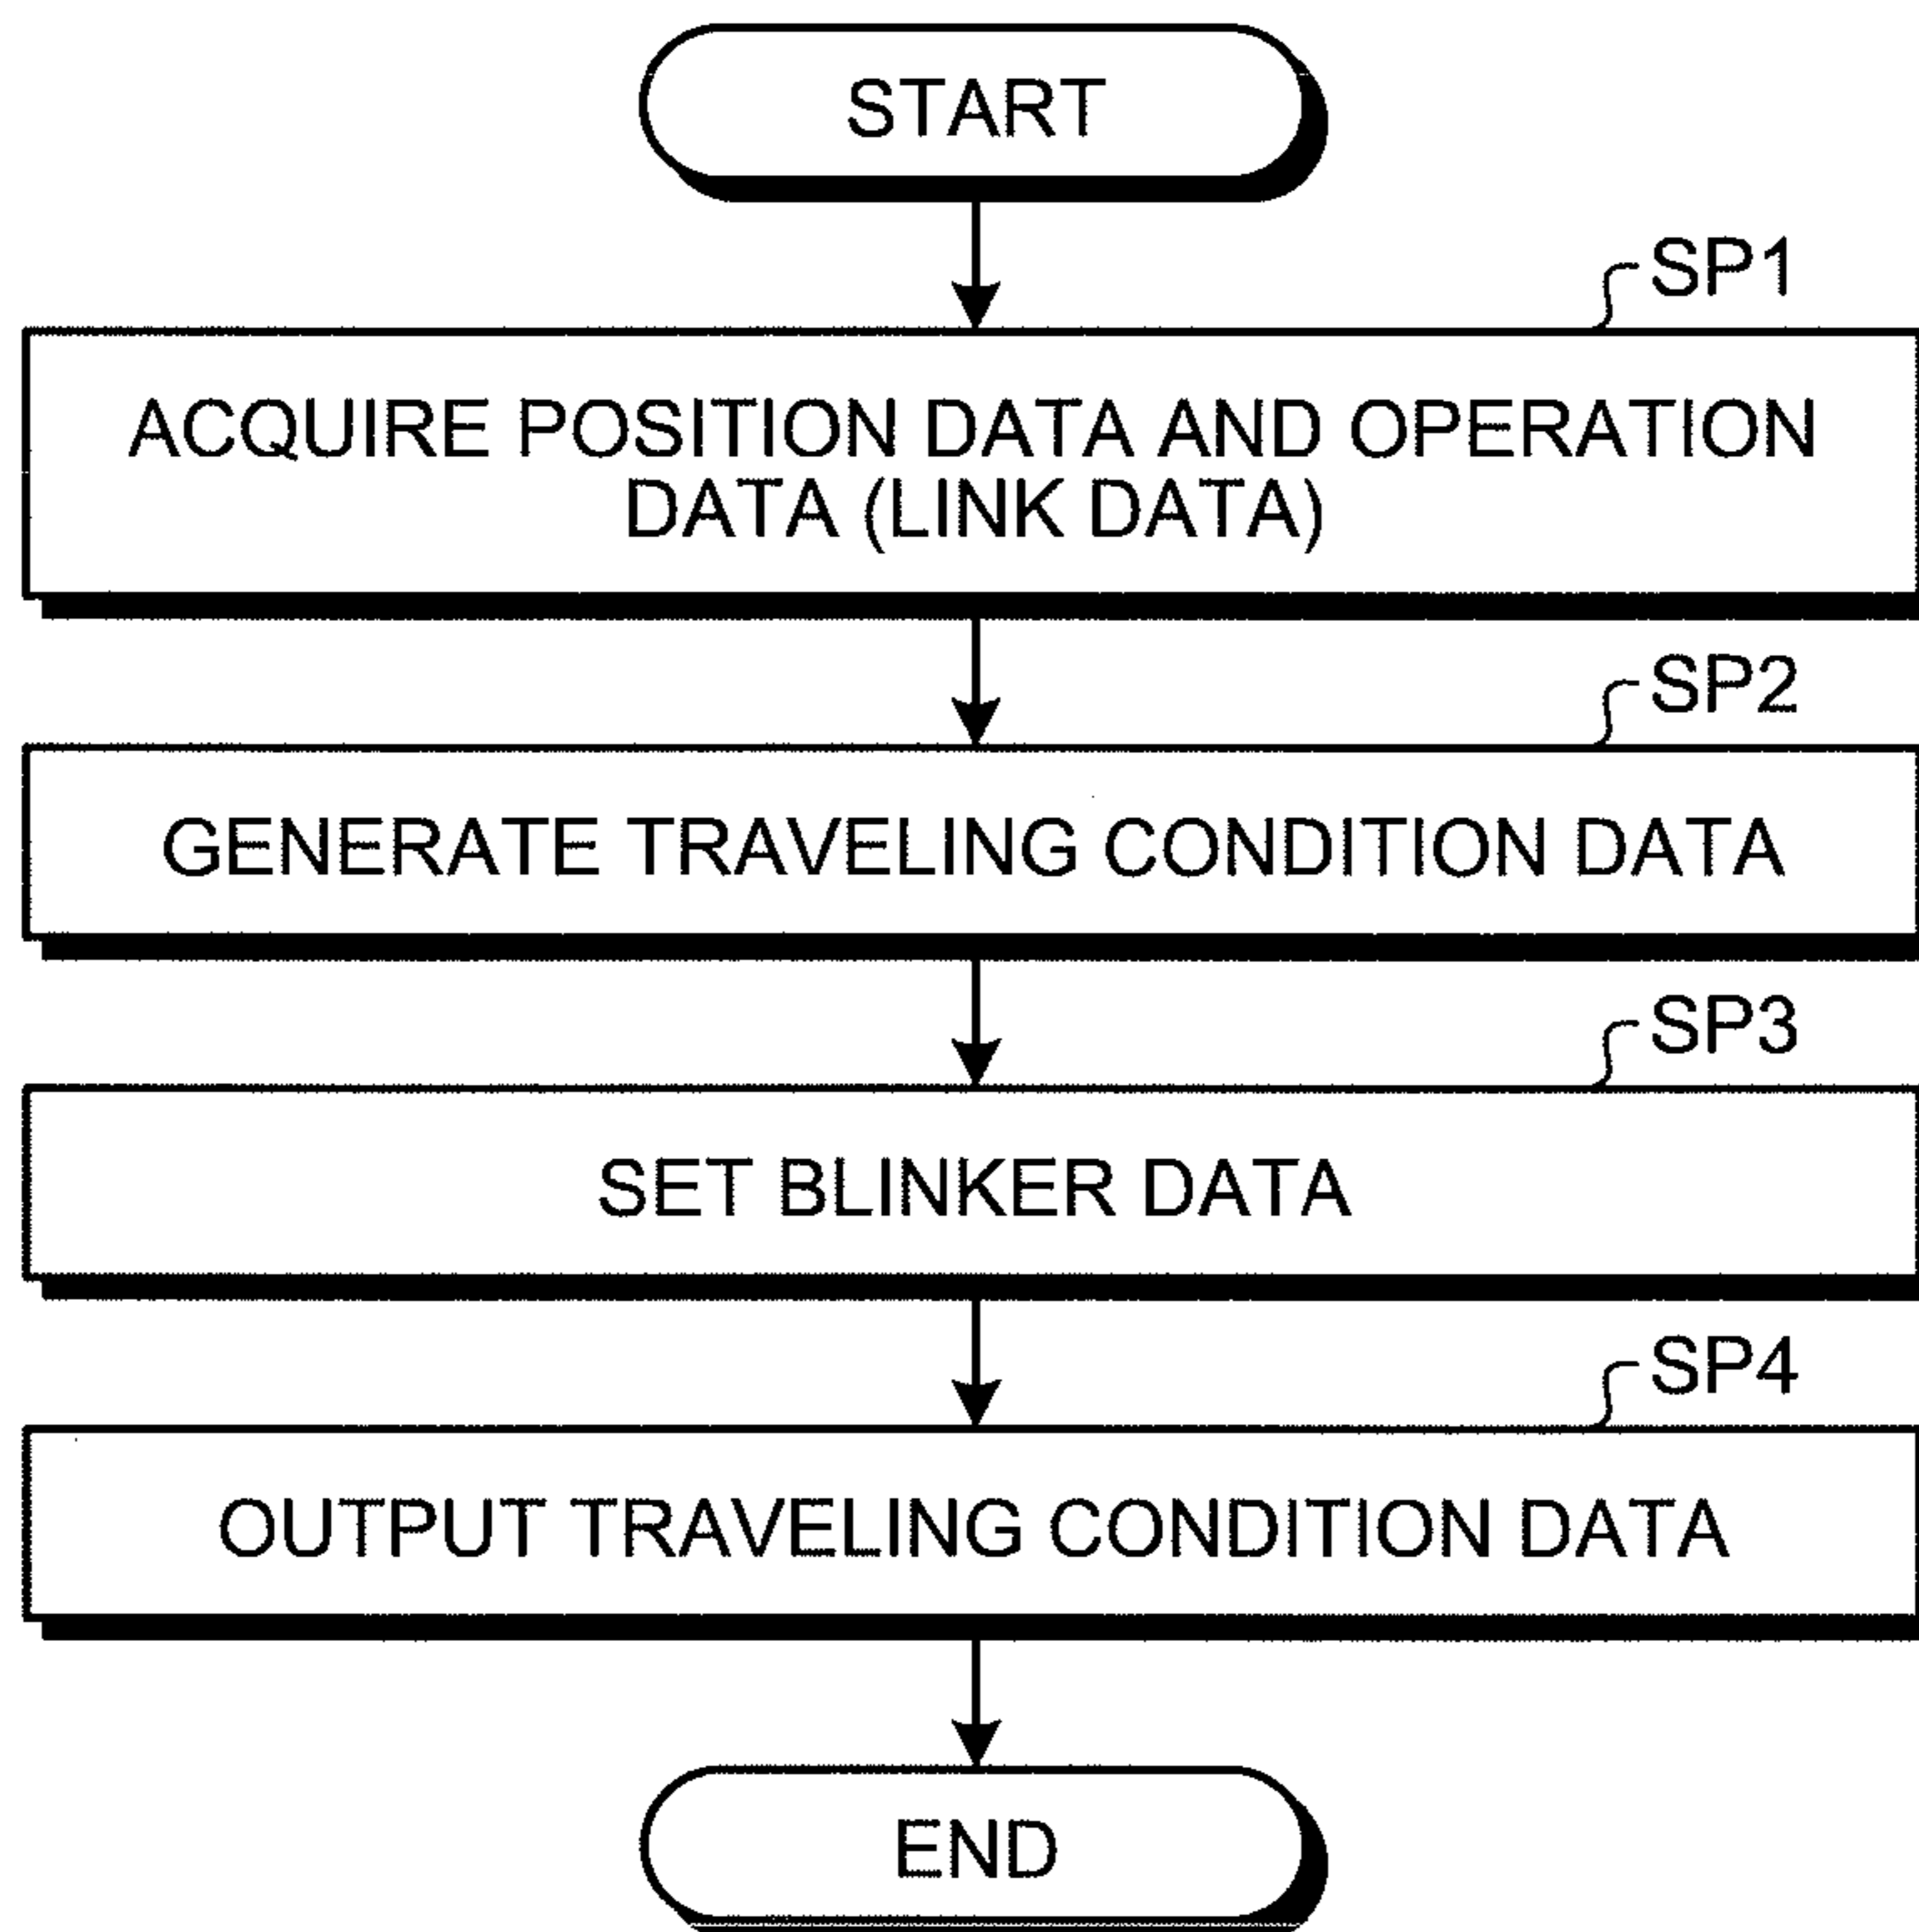 START
SP1
ACQUIRE POSITION DATA AND OPERATION
DATA (LINK DATA)
SP2
GENERATE TRAVELING CONDITION DATA
SP3
SET BLINKER DATA
SP4
OUTPUT TRAVELING CONDITION DATA
END